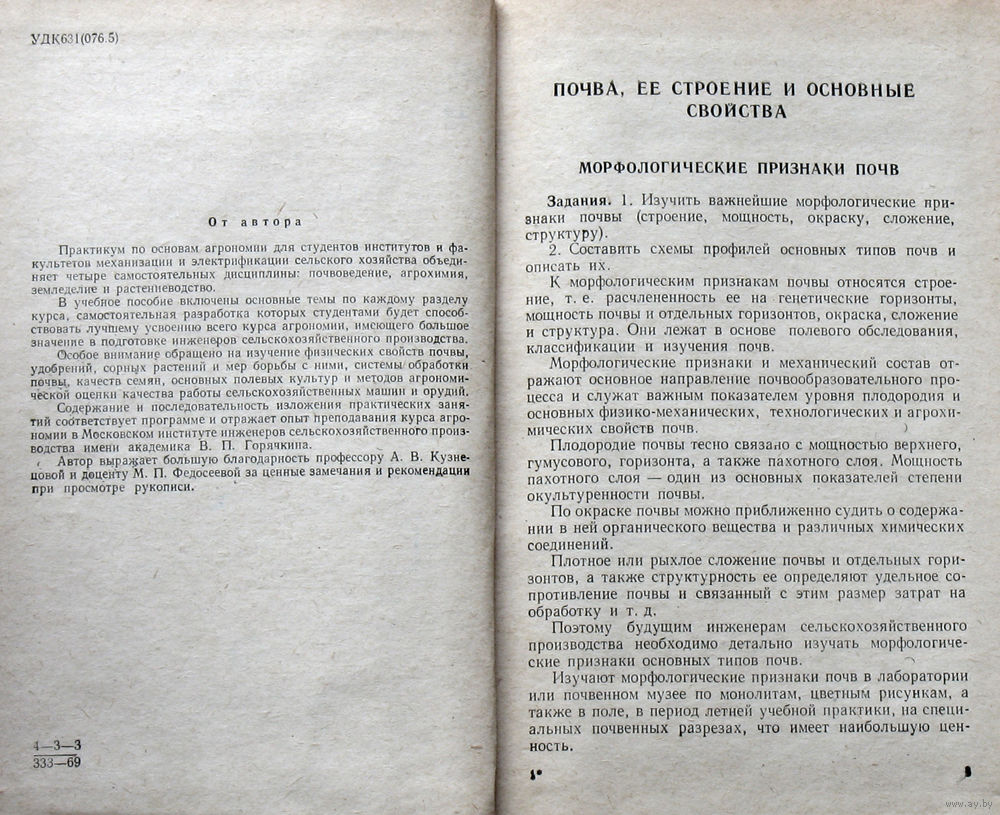 УДК631(076.5)
От автора
Практикум по основам агрономии для студентов институтов и фа-
культетов механизации и электрификации сельского хозяйства объеди-
няет четыре самостоятельных дисциплины: почвоведение, агрохимия,
земледелие и растениеводство.
В учебное пособие включены основные темы по каждому разделу
курса, самостоятельная разработка которых студентами будет способ-
ствовать лучшему усвоению всего курса агрономии, имеющего большое
значение в подготовке инженеров сельскохозяйственного производства.
Особое внимание обращено на изучение физических свойств почвы,
удобрений, сорных растений и мер борьбы с ними, системы обработки
почвы, качеств семян, основных полевых культур и методов агрономи-
ческой оценки качества работы сельскохозяйственных машин и орудий.
Содержание и последовательность изложения практических заня-
тий соответствует программе и отражает опыт преподавания курса агро-
номии в Московском институте инженеров сельскохозяйственного произ-
водства имени академика В. П. Горячкина.
Автор выражает большую благодарность профессору А. В. Кузне-
цовой и доценту М. П. Федосеевой за ценные замечания и рекомендации
при просмотре рукописи.
4—3—3
333—69
ПОЧВА, ЕЕ СТРОЕНИЕ И ОСНОВНЫЕ
СВОЙСТВА
МОРФОЛОГИЧЕСКИЕ ПРИЗНАКИ ПОЧВ
Задания. 1. Изучить важнейшие морфологические при-
знаки почвы (строение, мощность, окраску, сложение,
структуру).
2. Составить схемы профилей основных типов почв и
описать их.
К морфологическим признакам почвы относятся строе-
ние, т. е. расчлененность ее на генетические горизонты,
мощность почвы и отдельных горизонтов, окраска, сложение
и структура. Они лежат в основе полевого обследования,
классификации и изучения почв.
Морфологические признаки и механический состав от-
ражают основное направление почвообразовательного про-
цесса и служат важным показателем уровня плодородия и
основных физико-механических, технологических и агрохи-
мических свойств почв.
Плодородие почвы тесно связано с мощностью верхнего,
гумусового, горизонта, а также пахотного слоя. Мощность
пахотного слоя — один из основных показателей степени
окультуренности почвы.
По окраске почвы можно приближенно судить о содержа-
нии в ней органического вещества и различных химических
соединений.
Плотное или рыхлое сложение почвы и отдельных гори-
зонтов, а также структурность ее определяют удельное со-
противление почвы и связанный с этим размер затрат на
обработку и т. д.
Поэтому будущим инженерам сельскохозяйственного
производства необходимо детально изучать морфологиче-
ские признаки основных типов почв.
Изучают морфологические признаки почв в лаборатории
или почвенном музее по монолитам, цветным рисункам, а
также в поле, в период летней учебной практики, на специ-
альных почвенных разрезах, что имеет наибольшую цен-
ность.
1*
3
www.ay.by